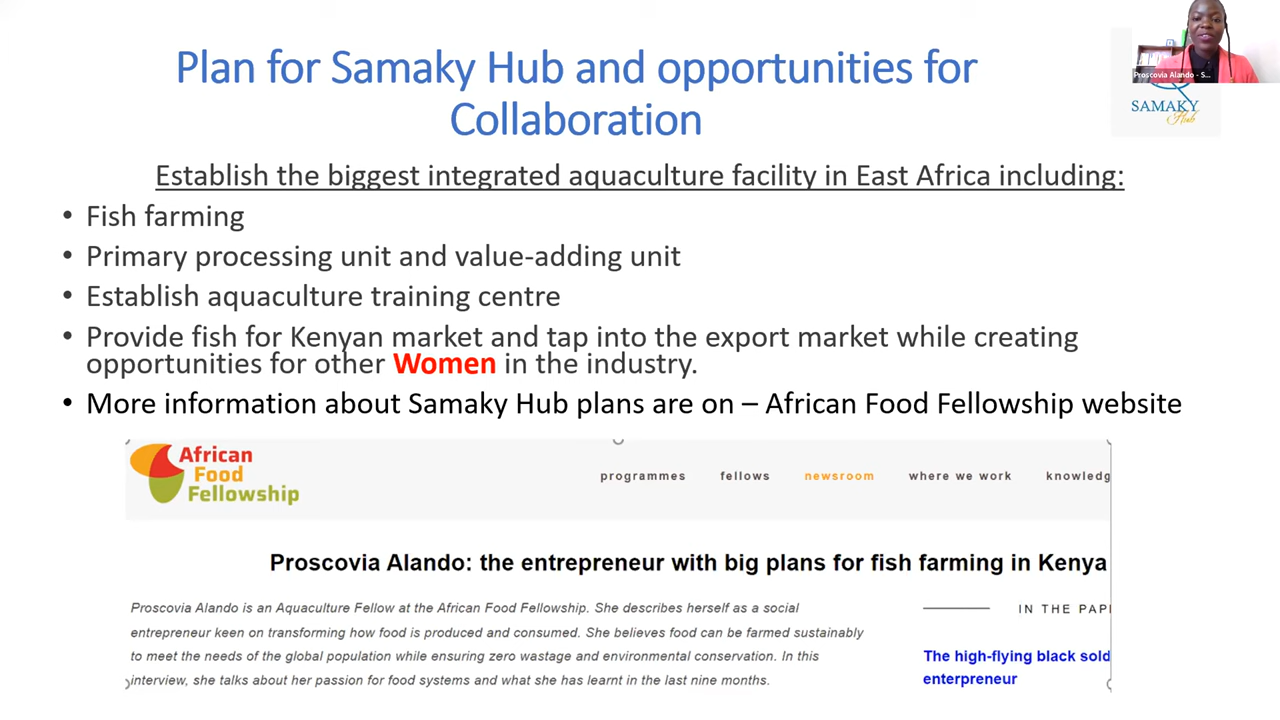 Plan for Samaky Hub and opportunities for
Collaboration
Proscovia Alando - S...
SAMAKY
Hub
Establish the biggest integrated aquaculture facility in East Africa including:
• Fish farming
• Primary processing unit and value-adding unit
• Establish aquaculture training centre
• Provide fish for Kenyan market and tap into the export market while creating
opportunities for other Women in the industry.
• More information about Samaky Hub plans are on – African Food Fellowship website
African
Food
Fellowship
programmes fellows newsroom where we work knowledg
Proscovia Alando: the entrepreneur with big plans for fish farming in Kenya
Proscovia Alando is an Aquaculture Fellow at the African Food Fellowship. She describes herself as a social
entrepreneur keen on transforming how food is produced and consumed. She believes food can be farmed sustainably
to meet the needs of the global population while ensuring zero wastage and environmental conservation. In this
interview, she talks about her passion for food systems and what she has learnt in the last nine months.
IN THE PAP
The high-flying black sold
enterpreneur